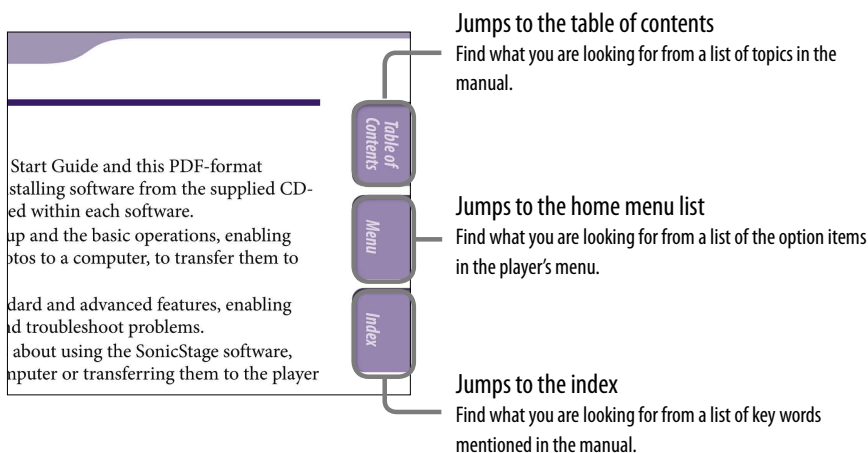 Jumps to the table of contents
Find what you are looking for from a list of topics in the
manual.
Table of
Contents
Start Guide and this PDF-format
stalling software from the supplied CD-
ed within each software.
up and the basic operations, enabling
otos to a computer, to transfer them to
dard and advanced features, enabling
nd troubleshoot problems.
about using the SonicStage software,
mputer or transferring them to the player
Menu
Jumps to the home menu list
Find what you are looking for from a list of the option items
in the player’s menu.
Index
Jumps to the index
Find what you are looking for from a list of key words
mentioned in the manual.